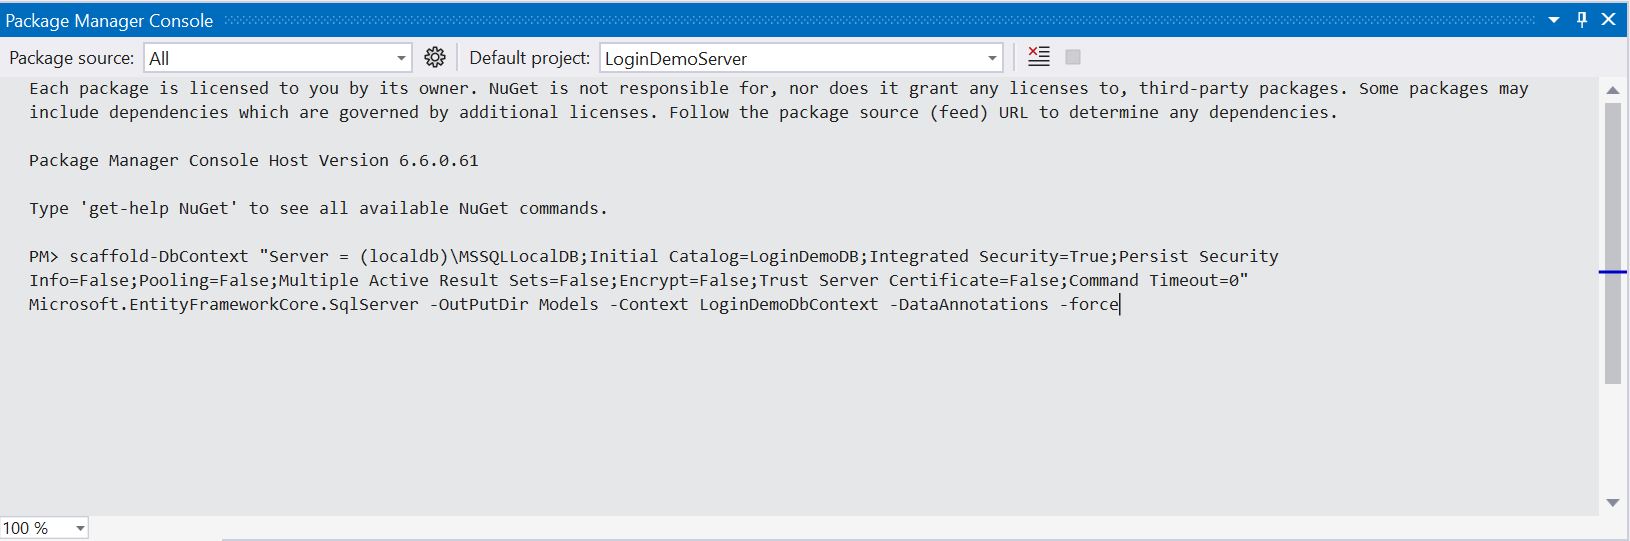 Package Manager Console
Package source: All Default project: LoginDemoServer
Each package is licensed to you by its owner. NuGet is not responsible for, nor does it grant any licenses to, third-party packages. Some packages may
include dependencies which are governed by additional licenses. Follow the package source (feed) URL to determine any dependencies.
Package Manager Console Host Version 6.6.0.61
Type 'get-help NuGet' to see all available NuGet commands.
PM> scaffold-DbContext "Server = (localdb)\MSSQLLocalDB;Initial Catalog=LoginDemoDB;Integrated Security=True;Persist Security
Info=False;Pooling=False;Multiple Active Result Sets=False;Encrypt=False;Trust Server Certificate=False;Command Timeout=0"
Microsoft.EntityFrameworkCore.SqlServer -OutPutDir Models -Context LoginDemoDbContext -DataAnnotations -force
100 %